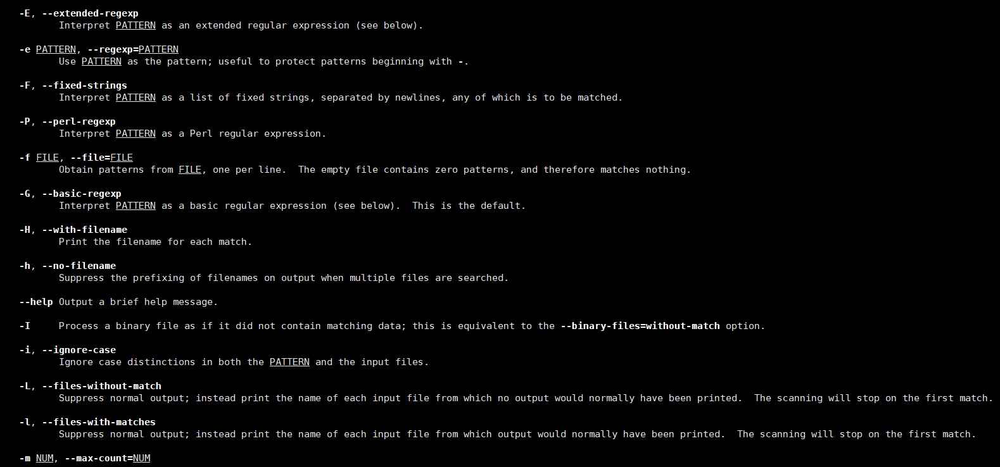 -E, --extended-regexp
Interpret PATTERN as an extended regular expression (see below).
-e PATTERN, --regexp=PATTERN
Use PATTERN as the pattern; useful to protect patterns beginning with -.
-F, --fixed-strings
Interpret PATTERN as a list of fixed strings, separated by newlines, any of which is to be matched.
-P, --perl-regexp
Interpret PATTERN as a Perl regular expression.
-f FILE, --file=FILE
Obtain patterns from FILE, one per line.  The empty file contains zero patterns, and therefore matches nothing.
-G, --basic-regexp
Interpret PATTERN as a basic regular expression (see below).  This is the default.
-H, --with-filename
Print the filename for each match.
-h, --no-filename
Suppress the prefixing of filenames on output when multiple files are searched.
--help Output a brief help message.
-I     Process a binary file as if it did not contain matching data; this is equivalent to the --binary-files=without-match option.
-i, --ignore-case
Ignore case distinctions in both the PATTERN and the input files.
-L, --files-without-match
Suppress normal output; instead print the name of each input file from which no output would normally have been printed.  The scanning will stop on the first match.
-l, --files-with-matches
Suppress normal output; instead print the name of each input file from which output would normally have been printed.  The scanning will stop on the first match.
-m NUM, --max-count=NUM